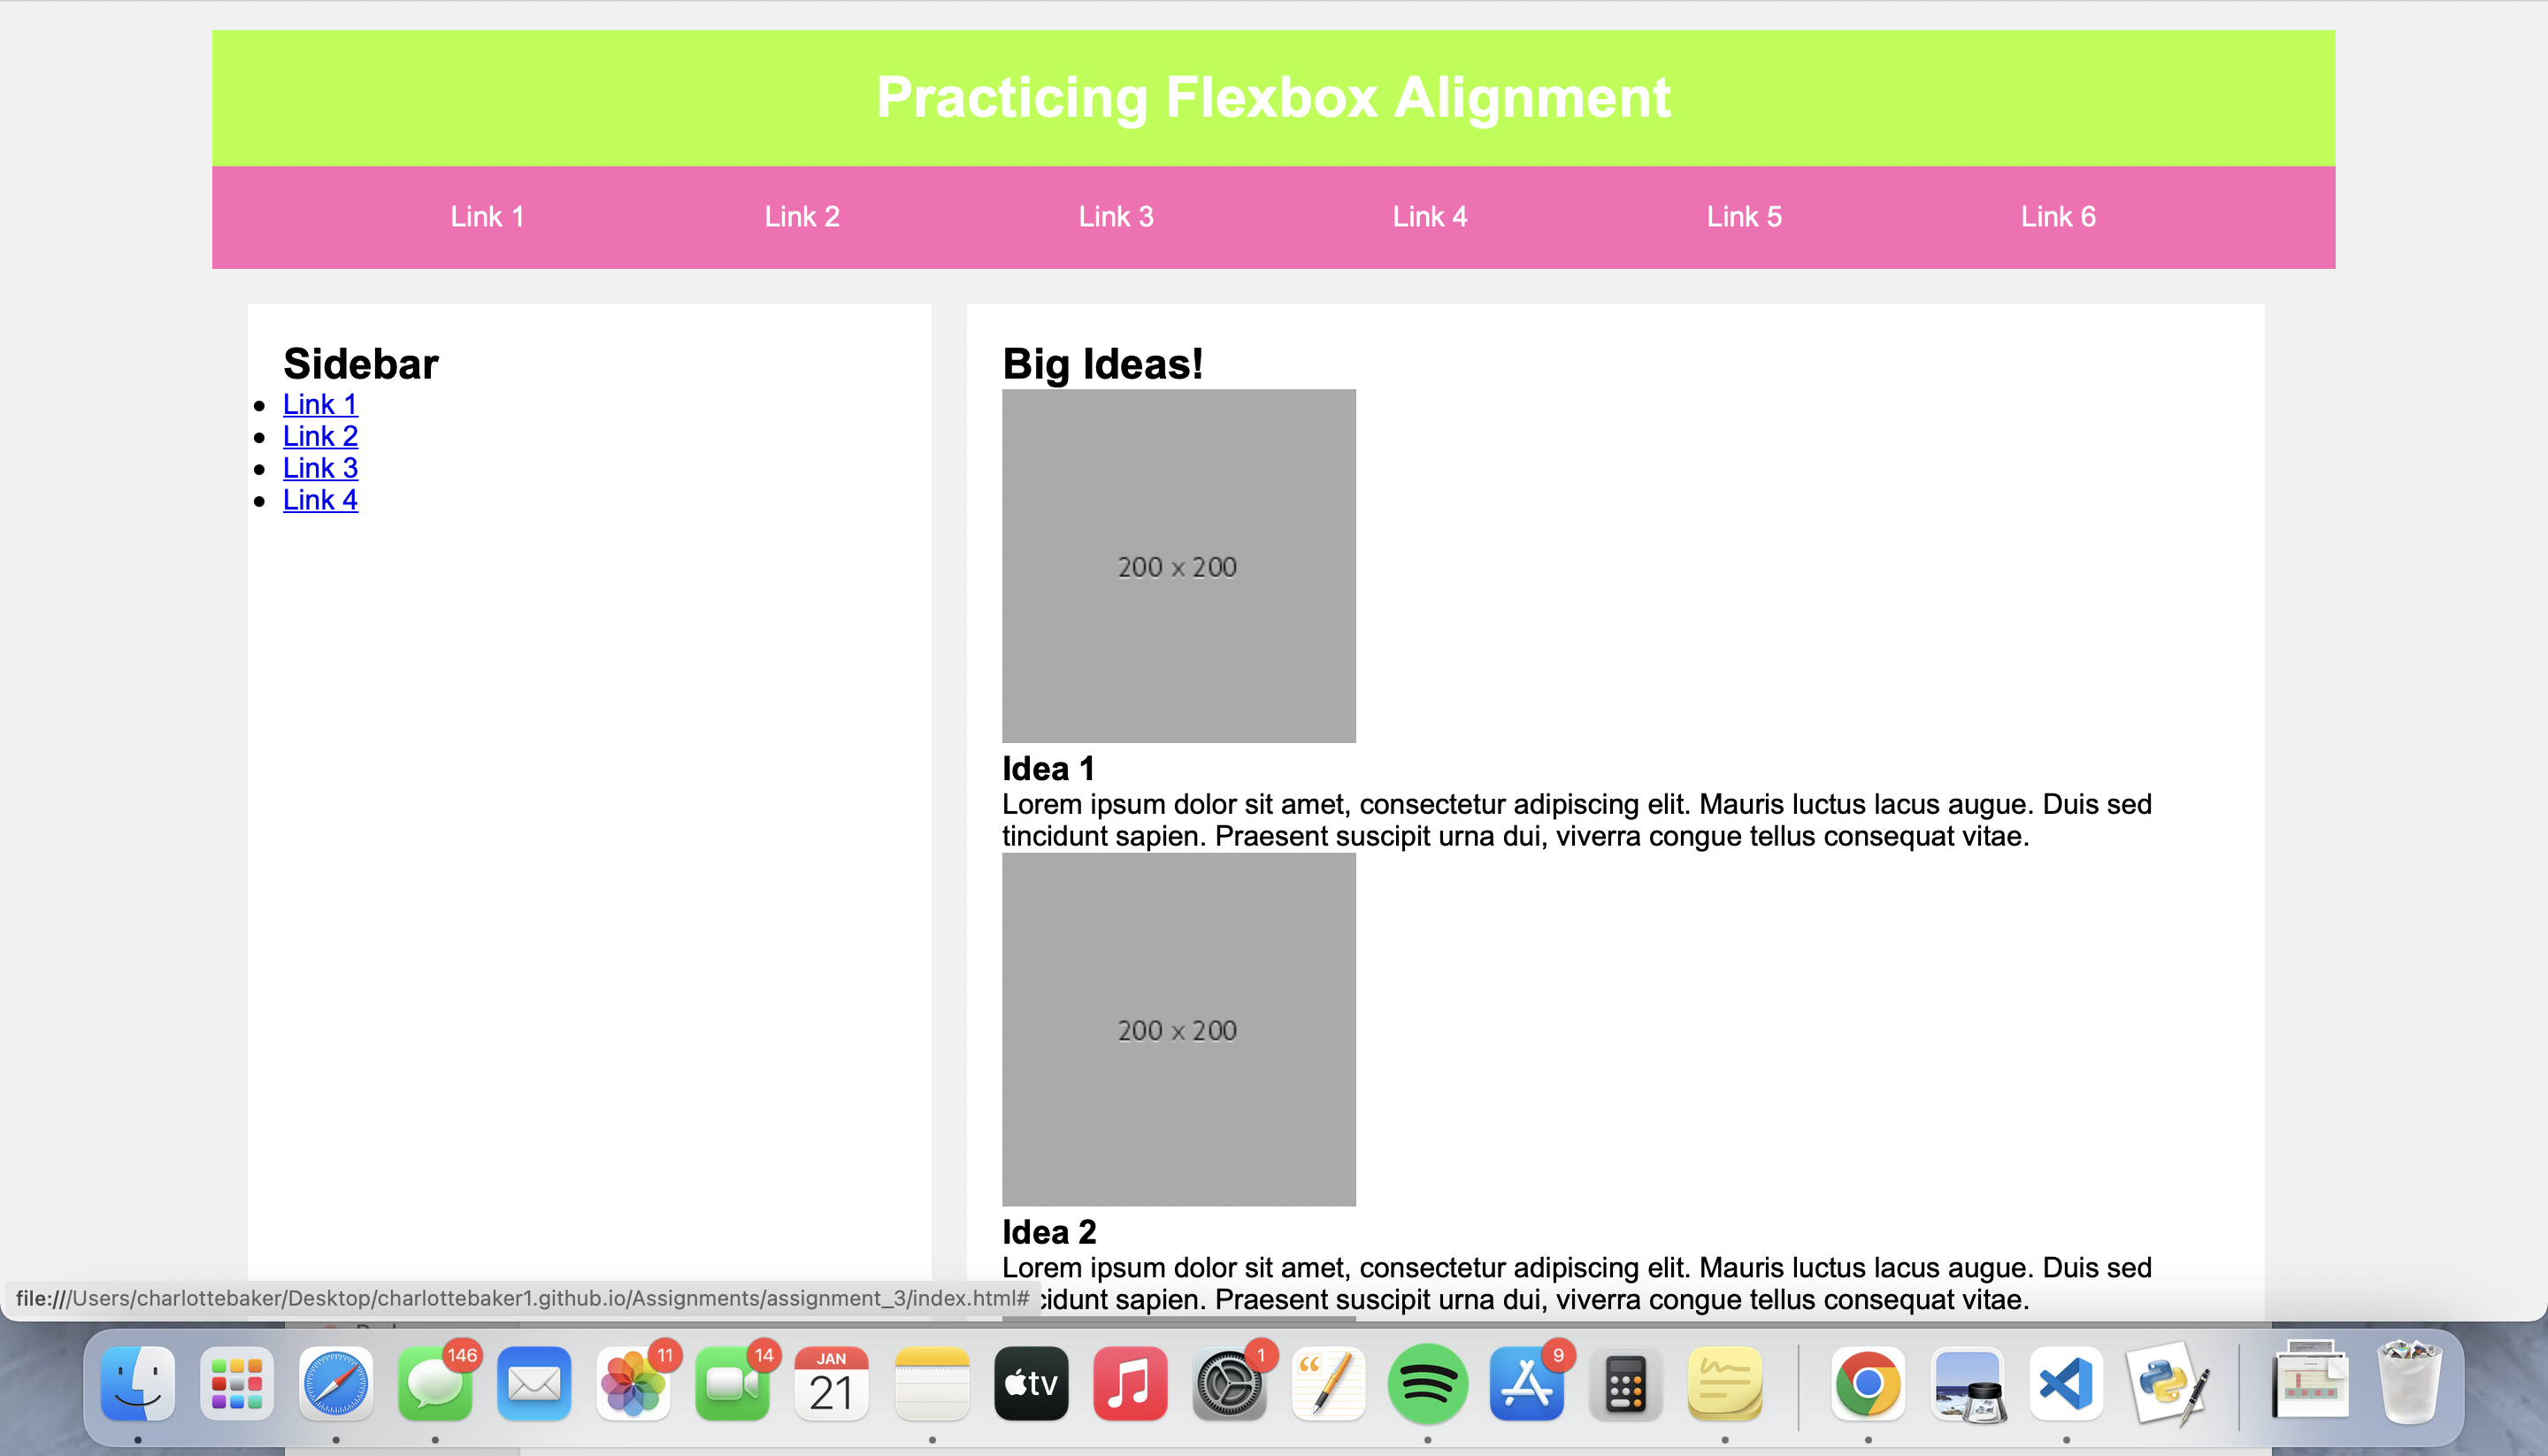 Practicing Flexbox Alignment
Link 1 Link 2 Link 3 Link 4 Link 5 Link 6
Sidebar
Link 1
Link 2
Link 3
Link 4
Big Ideas!
200 x 200
Idea 1
Lorem ipsum dolor sit amet, consectetur adipiscing elit. Mauris luctus lacus augue. Duis sed
tincidunt sapien. Praesent suscipit urna dui, viverra congue tellus consequat vitae.
200 x 200
Idea 2
Lorem ipsum dolor sit amet, consectetur adipiscing elit. Mauris luctus lacus augue. Duis sed
cidunt sapien. Praesent suscipit urna dui, viverra congue tellus consequat vitae.
file:///Users/charlottebaker/Desktop/charlottebaker1.github.io/Assignments/assignment_3/index.html#
146 11 14 JAN 1 9
21 tv